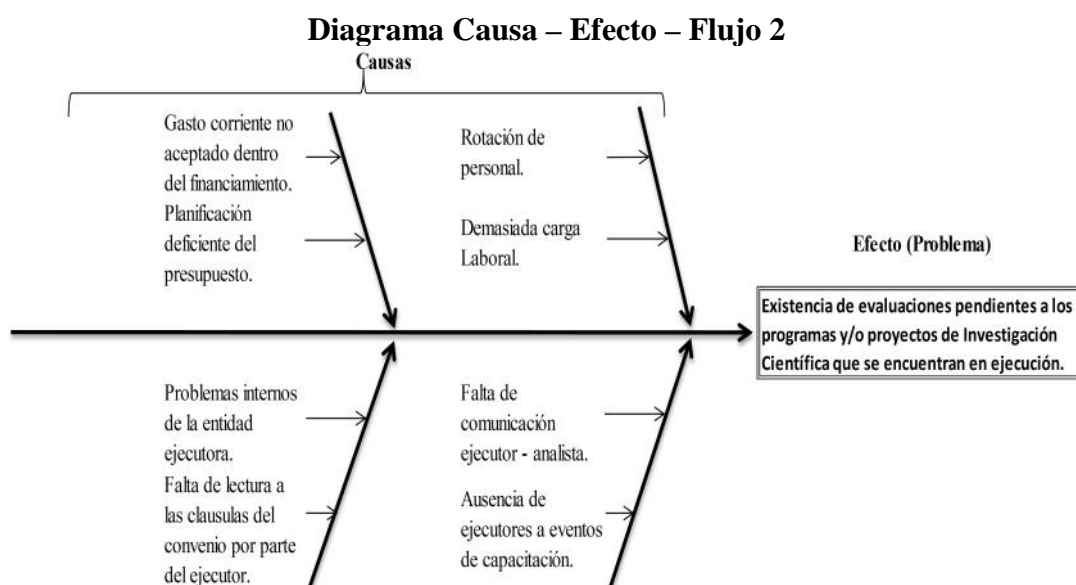 Diagrama Causa – Efecto – Flujo 2
Causas
Gasto corriente no
aceptado dentro
del financiamiento.
Planificación
deficiente del
presupuesto.
Rotación de
personal.
Demasiada carga
Laboral.
Efecto (Problema)
Existencia de evaluaciones pendientes a los
programas y/o proyectos de Investigación
Científica que se encuentran en ejecución.
Problemas internos
de la entidad
ejecutora.
Falta de lectura a
las clausulas del
convenio por parte
del ejecutor.
Falta de
comunicación
ejecutor - analista.
Ausencia de
ejecutores a eventos
de capacitación.